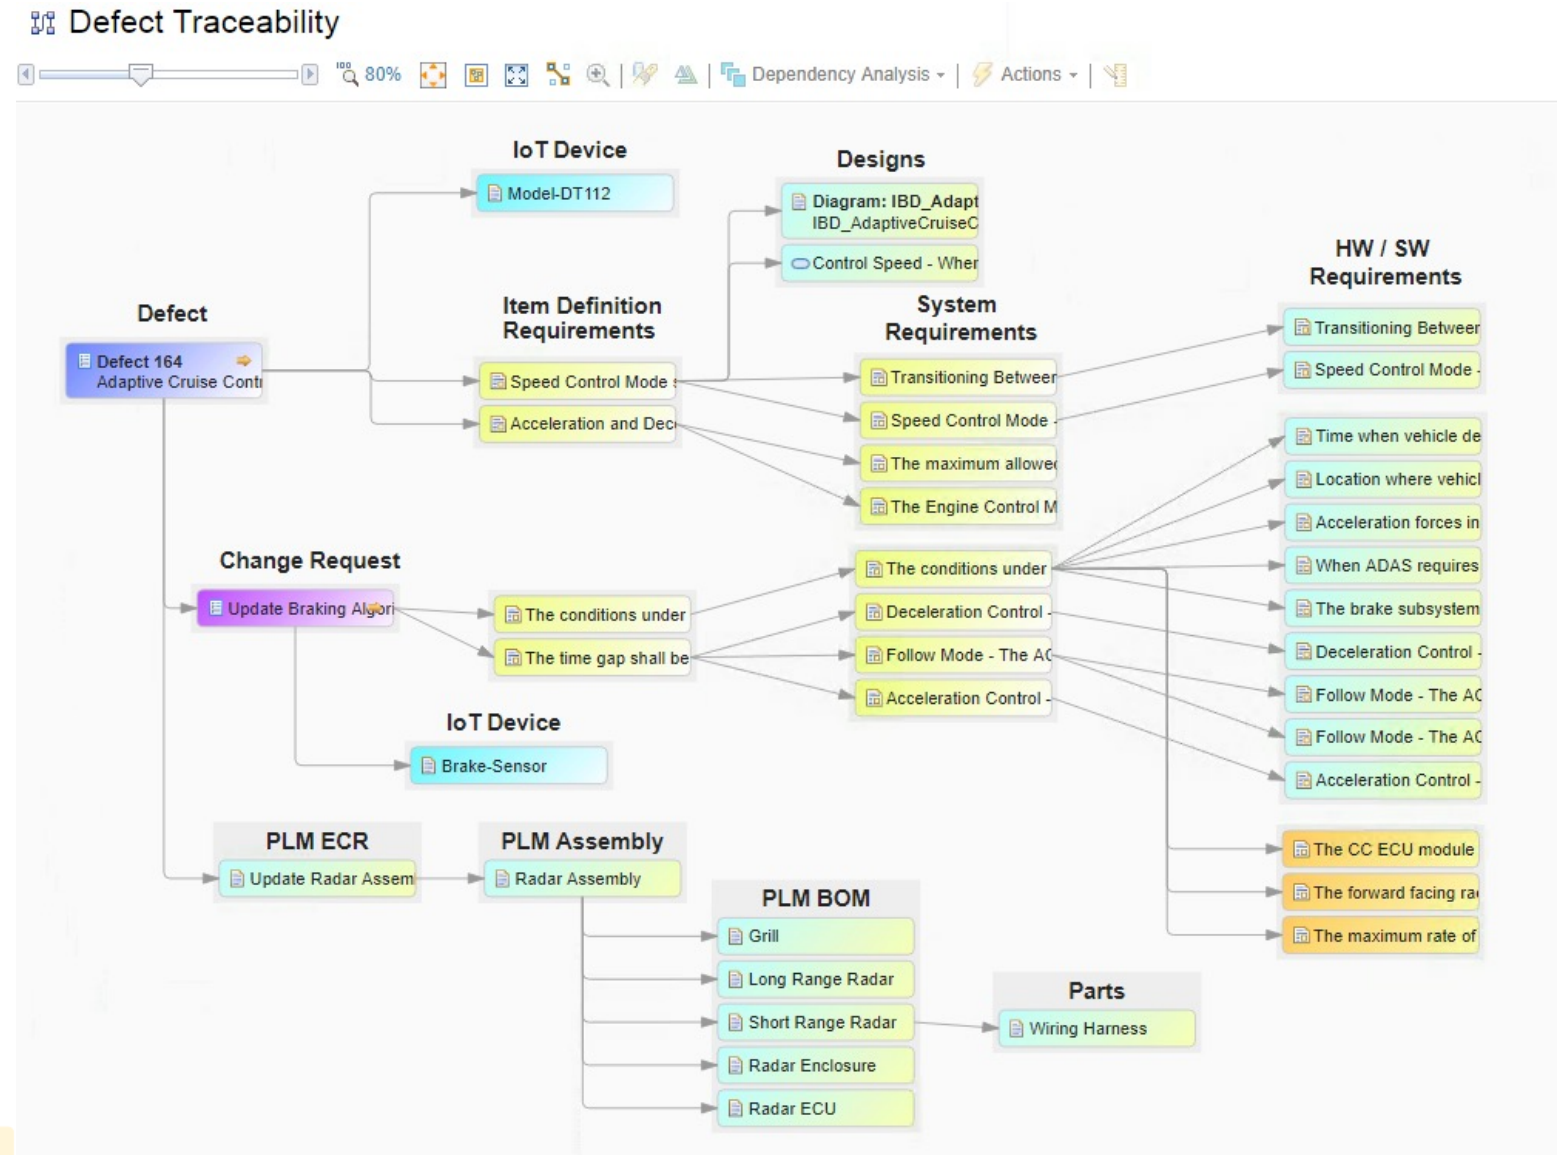 Defect Traceability
100
80%
Dependency Analysis
Actions
IoT Device
Model-DT112
Designs
Diagram: IBD_Adapt
IBD_AdaptiveCruiseC
Control Speed - When
HW / SW
Requirements
Transitioning Between
Speed Control Mode -
Defect
Defect 164
Adaptive Cruise Contr
Item Definition
Requirements
Speed Control Mode s
Acceleration and Dece
System
Requirements
Transitioning Between
Speed Control Mode -
The maximum allowed
The Engine Control M
Time when vehicle de
Location where vehicl
Acceleration forces in
When ADAS requires
The brake subsystem
Deceleration Control -
Follow Mode - The AC
Follow Mode - The AC
Acceleration Control -
Change Request
Update Braking Algori
The conditions under
The time gap shall be
The conditions under
Deceleration Control -
Follow Mode - The AC
Acceleration Control -
IoT Device
Brake-Sensor
The CC ECU module
The forward facing ra
The maximum rate of
PLM ECR
Update Radar Assem
PLM Assembly
Radar Assembly
PLM BOM
Grill
Long Range Radar
Short Range Radar
Radar Enclosure
Radar ECU
Parts
Wiring Harness